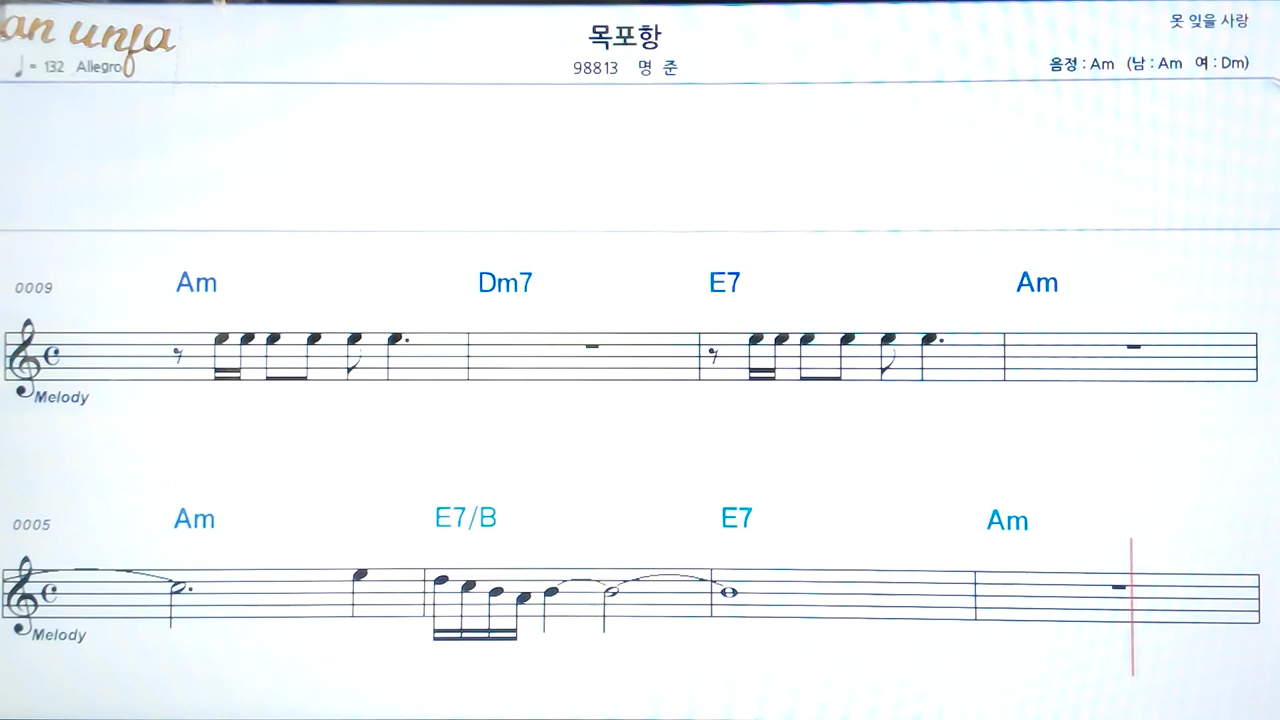 an unja
♩ = 132 Allegro
목포항
98813 명 준
못 잊을 사랑
음정 : Am (남 : Am 여 : Dm)
0009 Am Dm7 E7 Am
Melody
0005 Am E7/B E7 Am
Melody